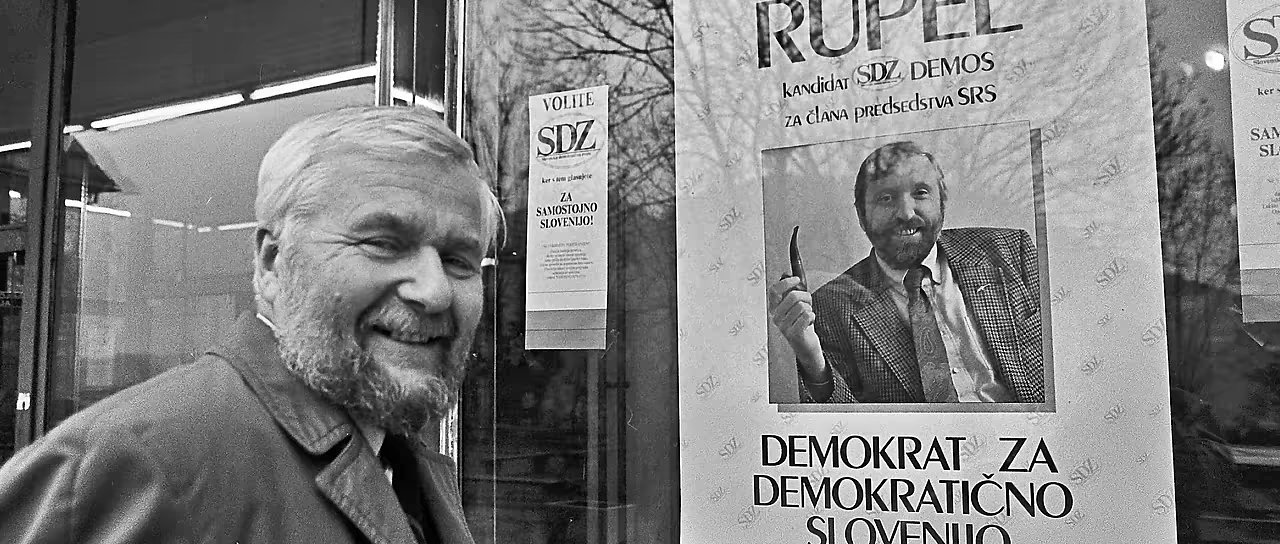 VOLITE
SDZ
ker s tem glasujete
ZA
SAMOSTOJNO
SLOVENIJO!
RUPEL
kandidat SDZ DEMOS
za člana predsedstva SRS
DEMOKRAT ZA
DEMOKRATIČNO
SLOVENIJO